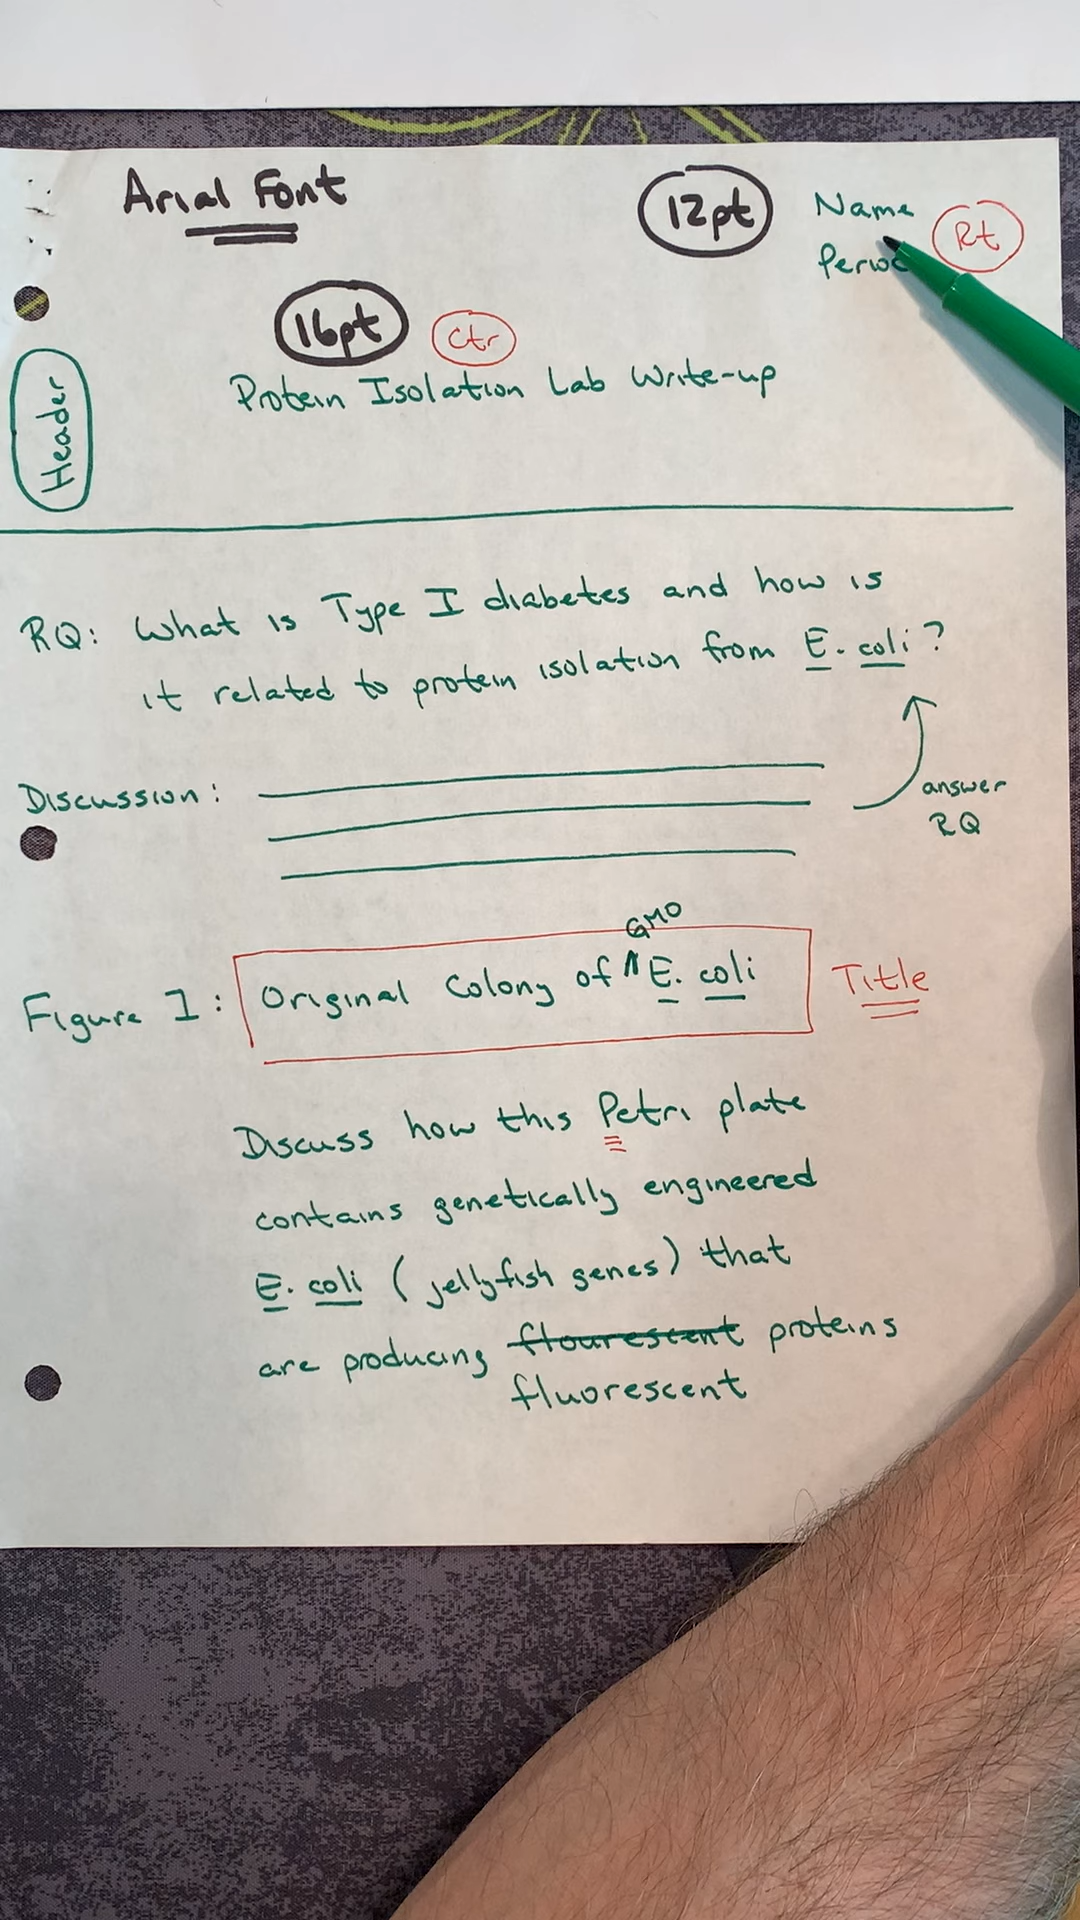 Arial Font
12pt
Name
Rt
16pt
Ctr
Protein Isolation Lab Write-up
Header
RQ: What is Type I diabetes and how is
it related to protein isolation from E. coli?
Discussion:
answer
RQ
GMO
Figure 1: Original Colony of E. coli
Title
Discuss how this Petri plate
contains genetically engineered
E. coli (jellyfish genes) that
are producing flourescent proteins
fluorescent